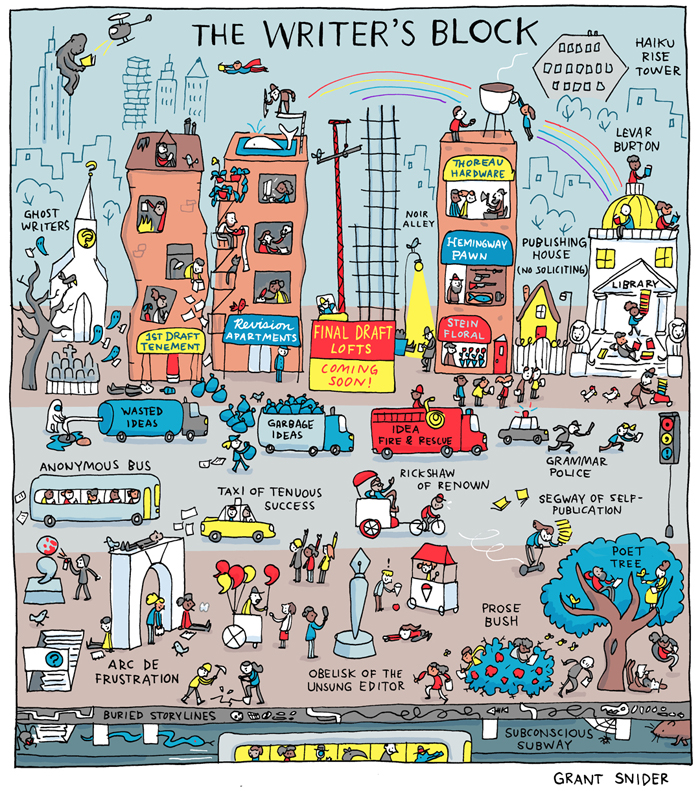 THE WRITER'S BLOCK
HAIKU
RISE
TOWER
LEVAR
BURTON
THOREAU
HARDWARE
GHOST
WRITERS
?
NOIR
ALLEY
HEMINGWAY
PAWN
PUBLISHING
HOUSE
(NO SOLICITING)
LIBRARY
1ST DRAFT
TENEMENT
Revision
APARTMENTS
FINAL DRAFT
LOFTS
COMING
SOON!
STEIN
FLORAL
WASTED
IDEAS
GARBAGE
IDEAS
IDEA
FIRE & RESCUE
GRAMMAR
POLICE
ANONYMOUS BUS
TAXI OF TENUOUS
SUCCESS
RICKSHAW
OF RENOWN
SEGWAY OF SELF-
PUBLICATION
POET
TREE
PROSE
BUSH
?
ARC DE
FRUSTRATION
OBELISK OF THE
UNSUNG EDITOR
BURIED STORYLINES
SUBCONSCIOUS
SUBWAY
GRANT SNIDER